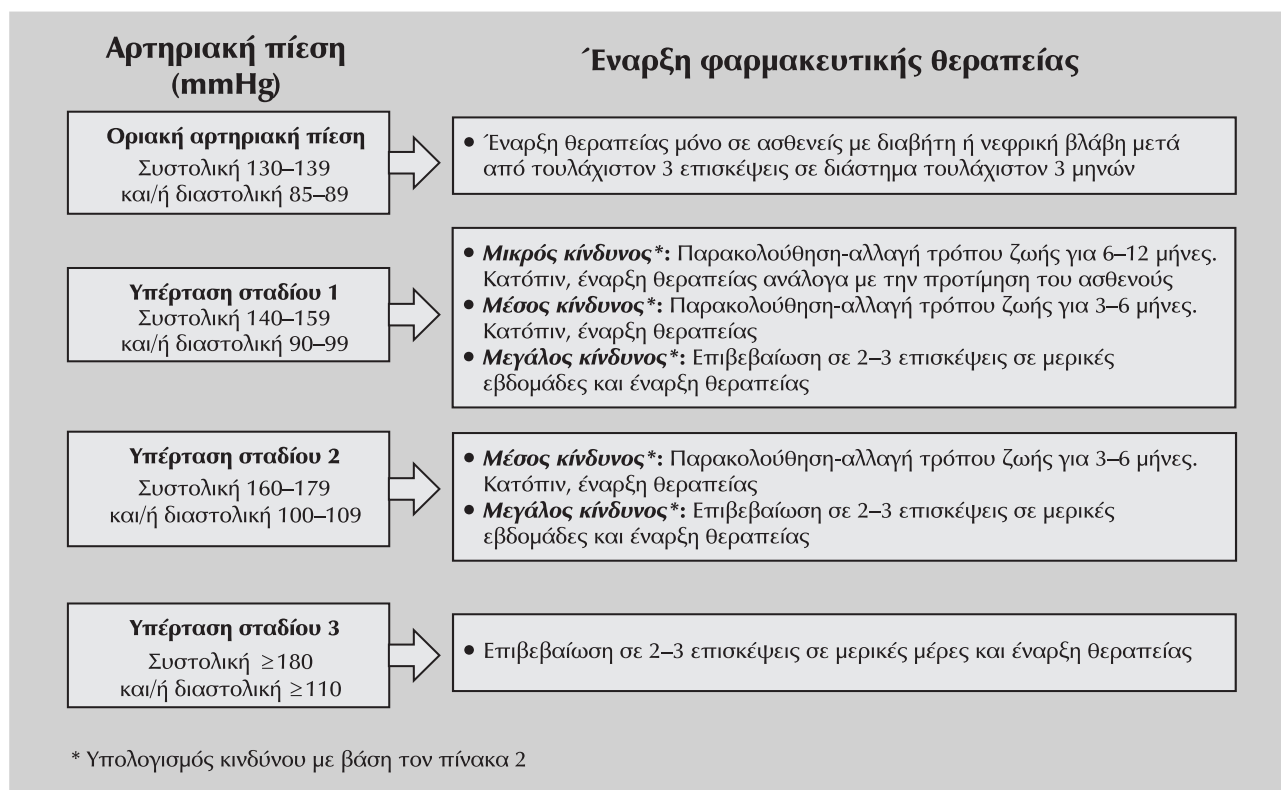 Αρτηριακή πίεση
(mmHg)
Έναρξη φαρμακευτικής θεραπείας
Οριακή αρτηριακή πίεση
Συστολική 130–139
και/ή διαστολική 85–89
• Έναρξη θεραπείας μόνο σε ασθενείς με διαβήτη ή νεφρική βλάβη μετά
από τουλάχιστον 3 επισκέψεις σε διάστημα τουλάχιστον 3 μηνών
Υπέρταση σταδίου 1
Συστολική 140–159
και/ή διαστολική 90–99
• Μικρός κίνδυνος*: Παρακολούθηση-αλλαγή τρόπου ζωής για 6–12 μήνες.
Κατόπιν, έναρξη θεραπείας ανάλογα με την προτίμηση του ασθενούς
• Μέσος κίνδυνος*: Παρακολούθηση-αλλαγή τρόπου ζωής για 3–6 μήνες.
Κατόπιν, έναρξη θεραπείας
• Μεγάλος κίνδυνος*: Επιβεβαίωση σε 2–3 επισκέψεις σε μερικές
εβδομάδες και έναρξη θεραπείας
Υπέρταση σταδίου 2
Συστολική 160–179
και/ή διαστολική 100–109
• Μέσος κίνδυνος*: Παρακολούθηση-αλλαγή τρόπου ζωής για 3–6 μήνες.
Κατόπιν, έναρξη θεραπείας
• Μεγάλος κίνδυνος*: Επιβεβαίωση σε 2–3 επισκέψεις σε μερικές
εβδομάδες και έναρξη θεραπείας
Υπέρταση σταδίου 3
Συστολική ≥180
και/ή διαστολική ≥110
• Επιβεβαίωση σε 2–3 επισκέψεις σε μερικές μέρες και έναρξη θεραπείας
* Υπολογισμός κινδύνου με βάση τον πίνακα 2